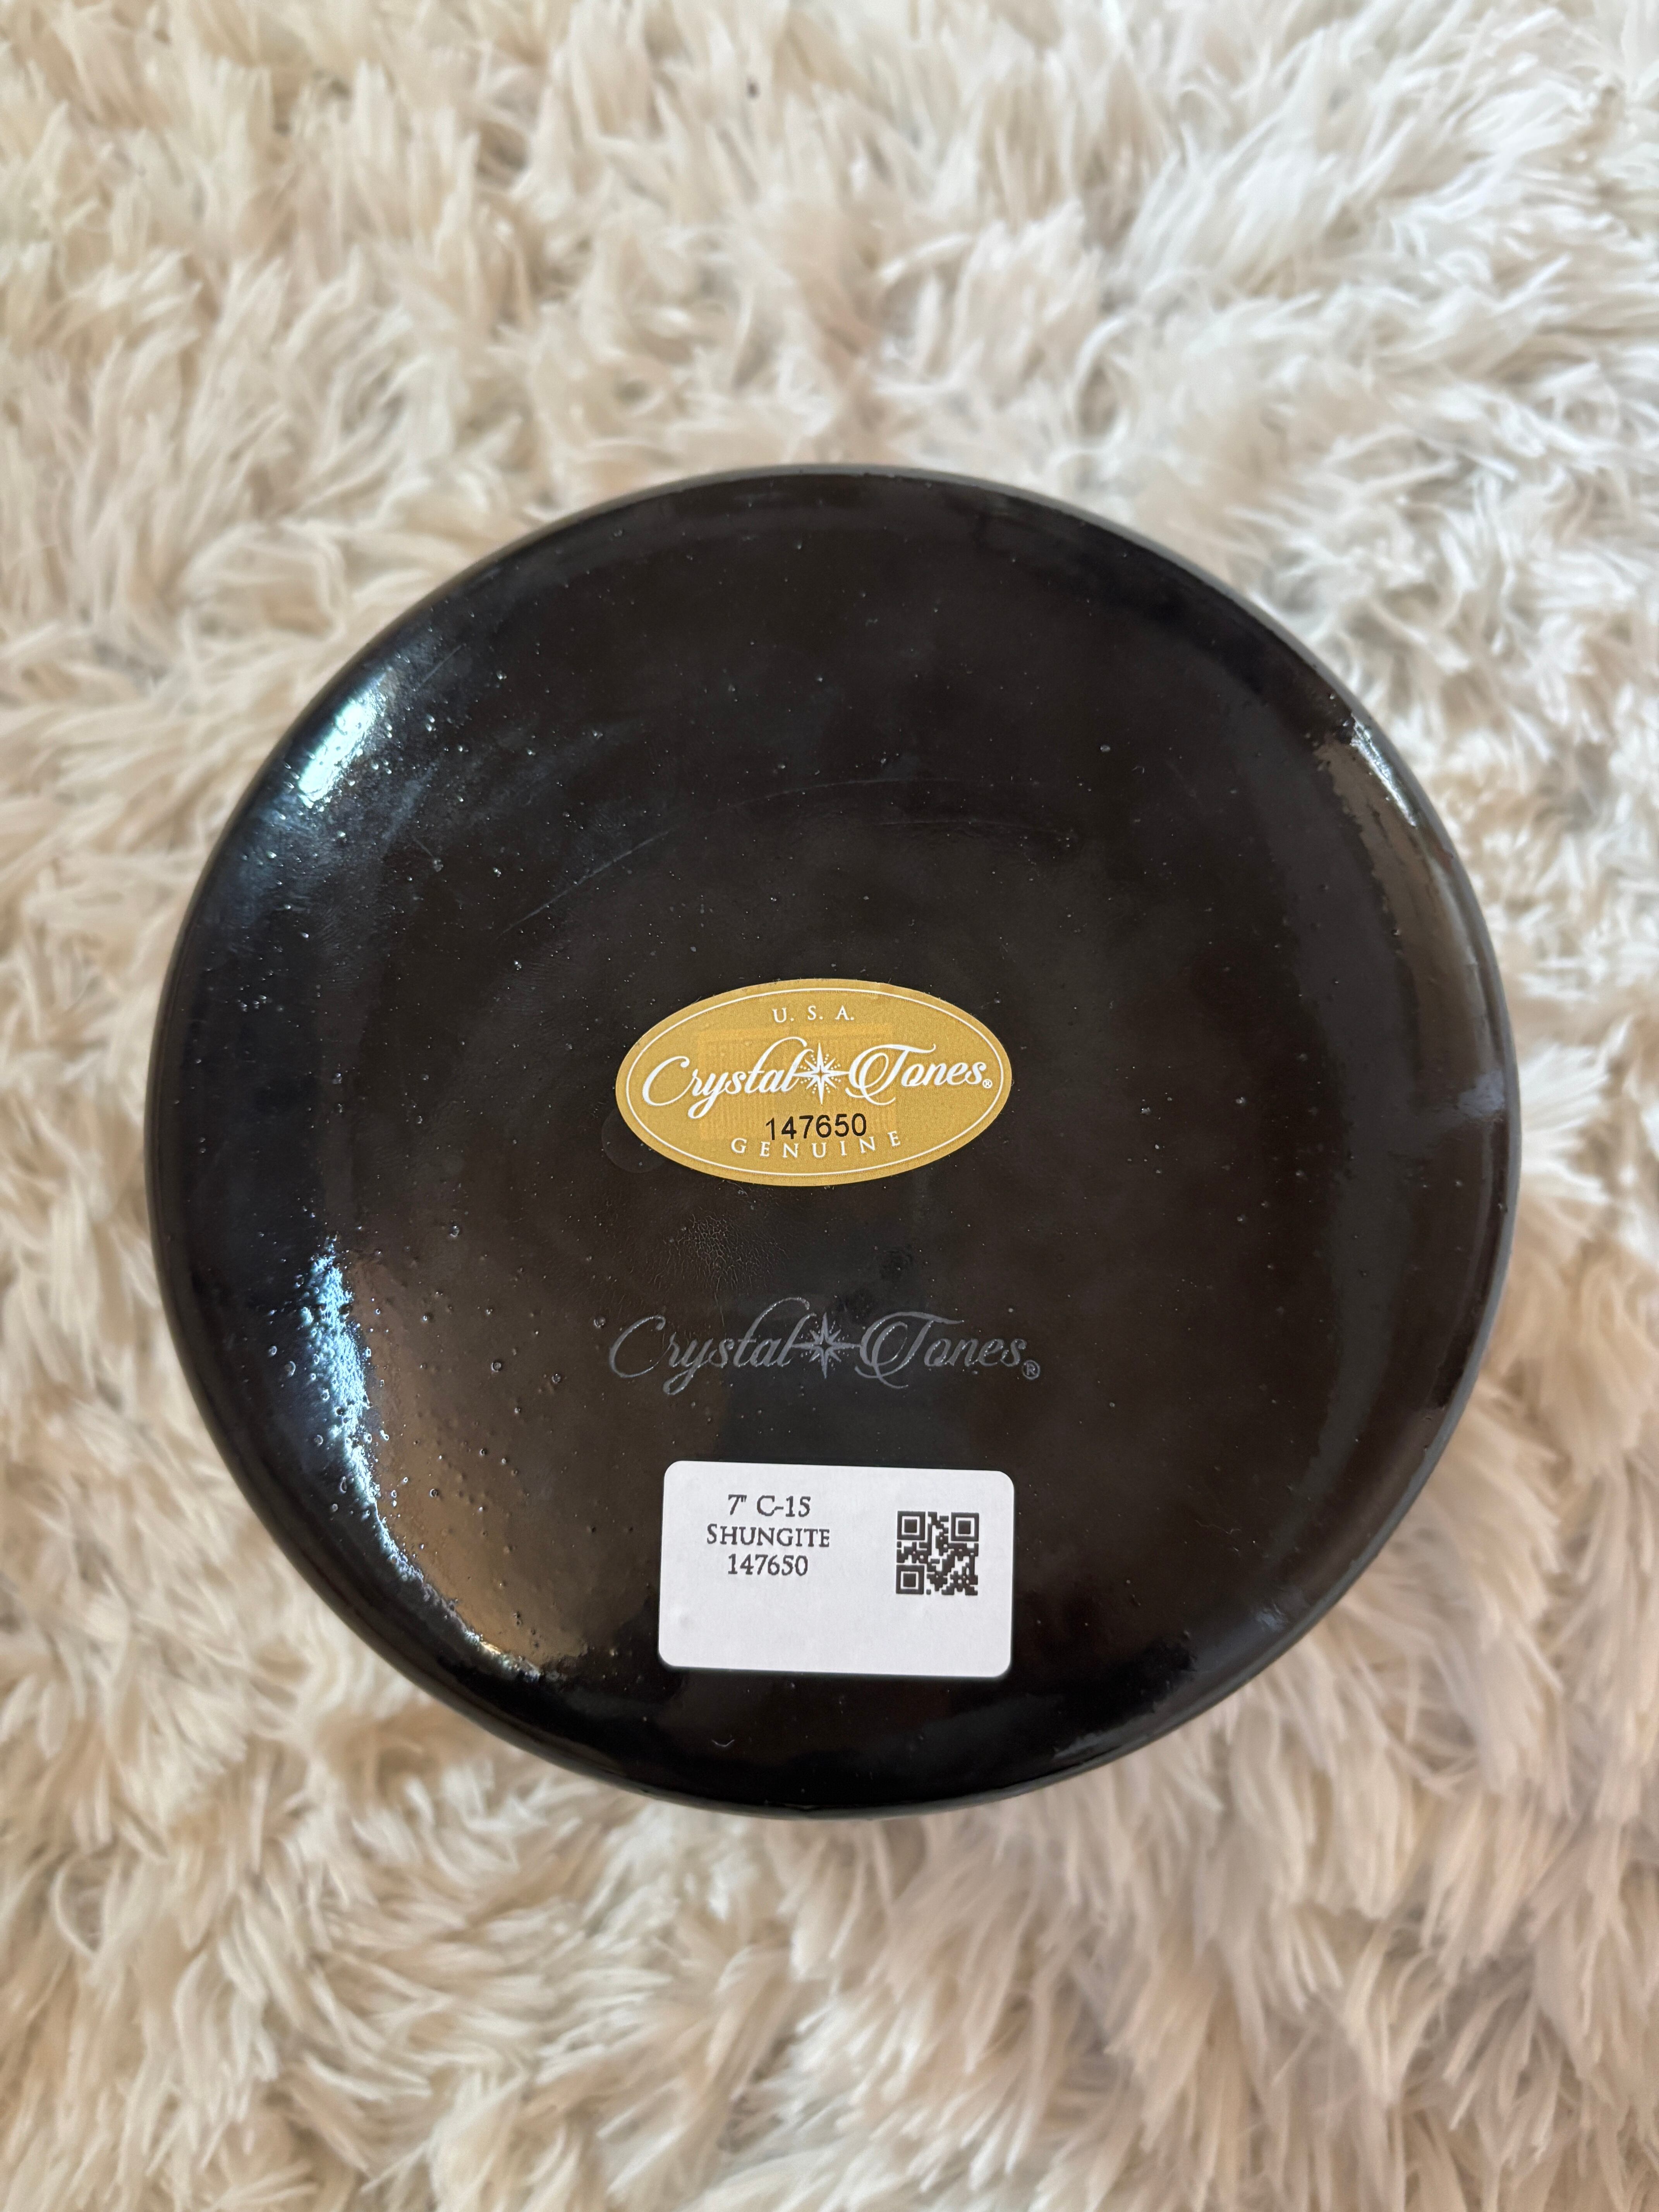 U. S. A.
Crystal Tones®
147650
GENUINE
Crystal Tones®
7" C-15
SHUNGITE
147650